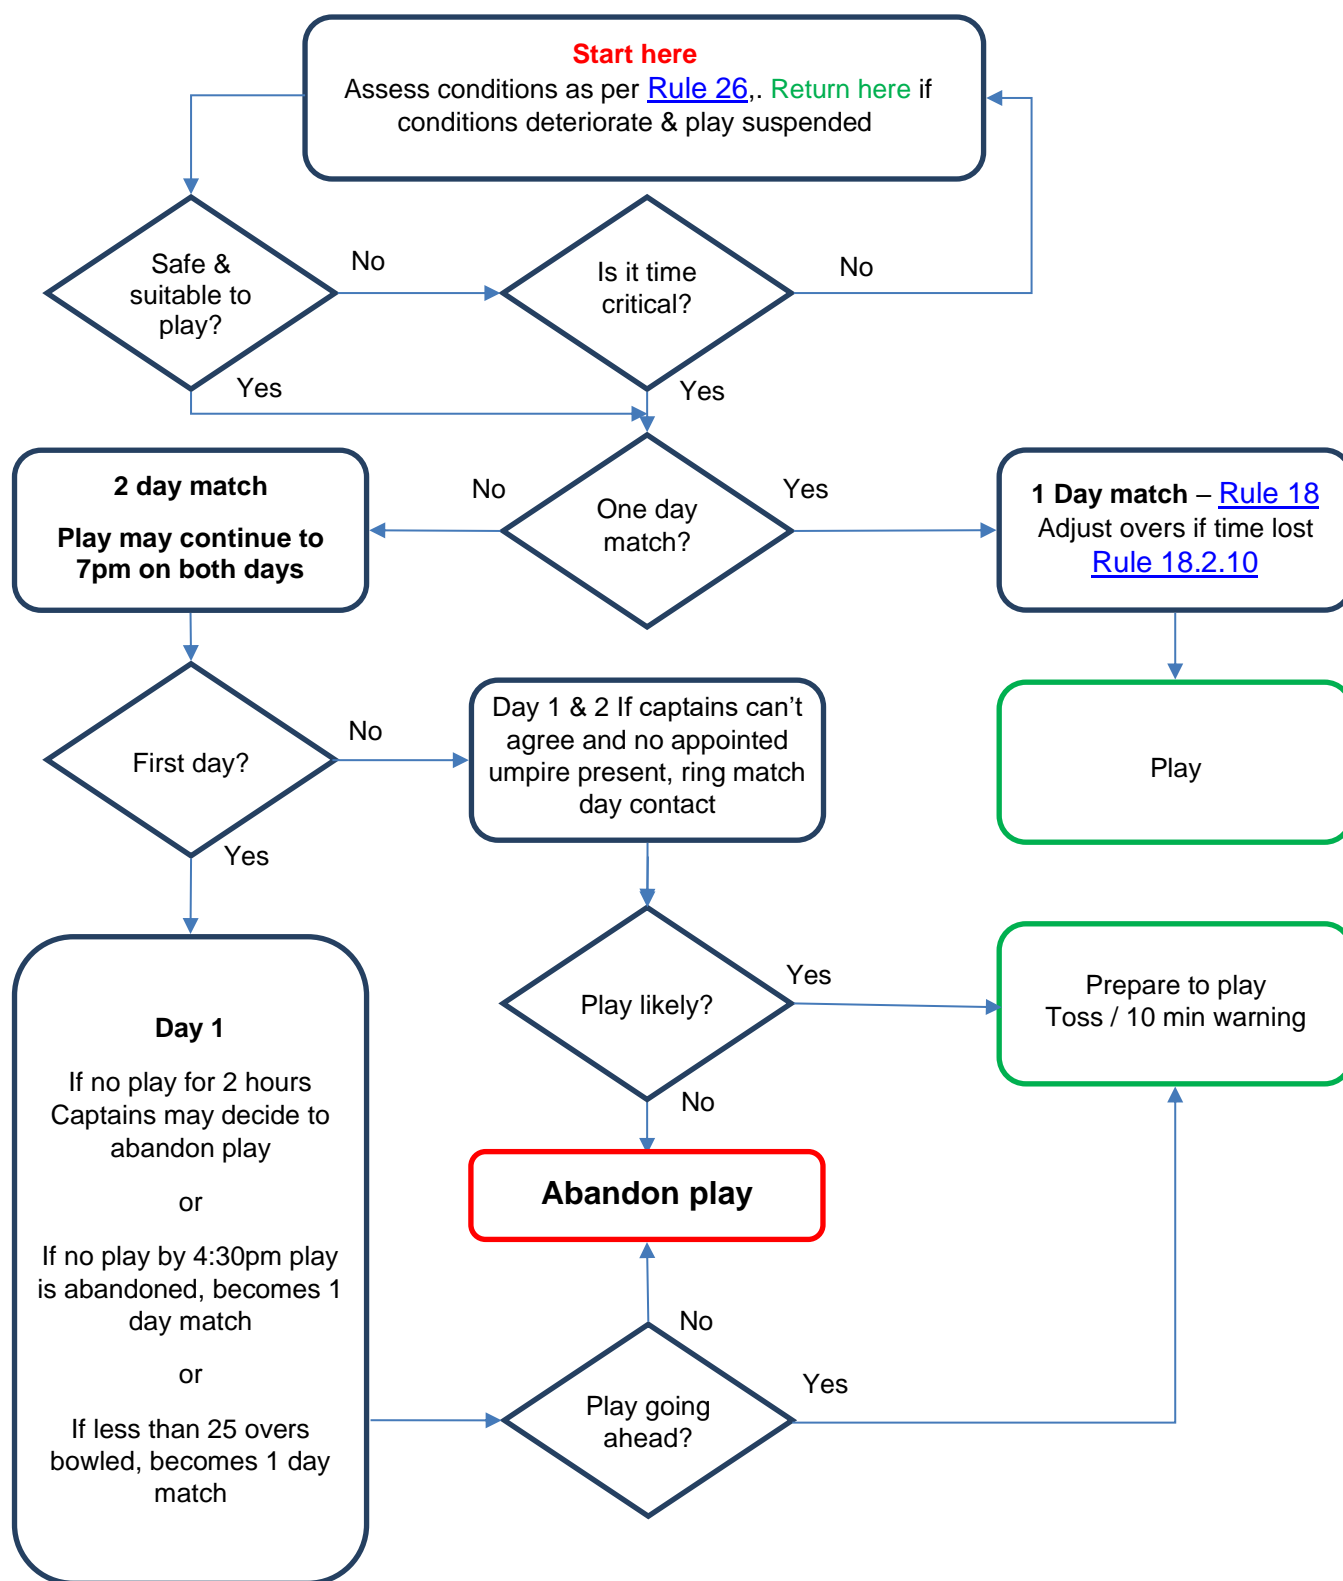 Start here
Assess conditions as per Rule 26,. Return here if
conditions deteriorate & play suspended
Safe &
suitable to
play?
No
Is it time
critical?
No
Yes
Yes
2 day match
Play may continue to
7pm on both days
No
One day
match?
Yes
1 Day match – Rule 18
Adjust overs if time lost
Rule 18.2.10
First day?
No
Day 1 & 2 If captains can’t
agree and no appointed
umpire present, ring match
day contact
Play
Yes
Day 1
If no play for 2 hours
Captains may decide to
abandon play
or
If no play by 4:30pm play
is abandoned, becomes 1
day match
or
If less than 25 overs
bowled, becomes 1 day
match
Play likely?
Yes
Prepare to play
Toss / 10 min warning
No
Abandon play
No
Play going
ahead?
Yes